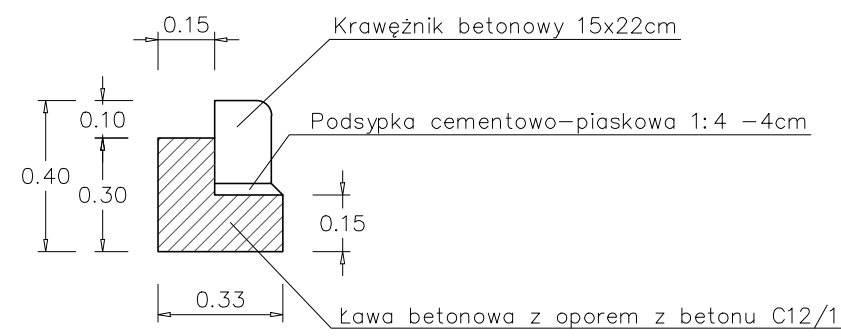 0.15
Krawężnik betonowy 15x22cm
0.10
Podsypka cementowo-piaskowa 1:4 -4cm
0.40
0.30
0.15
0.33
Ława betonowa z oporem z betonu C12/1